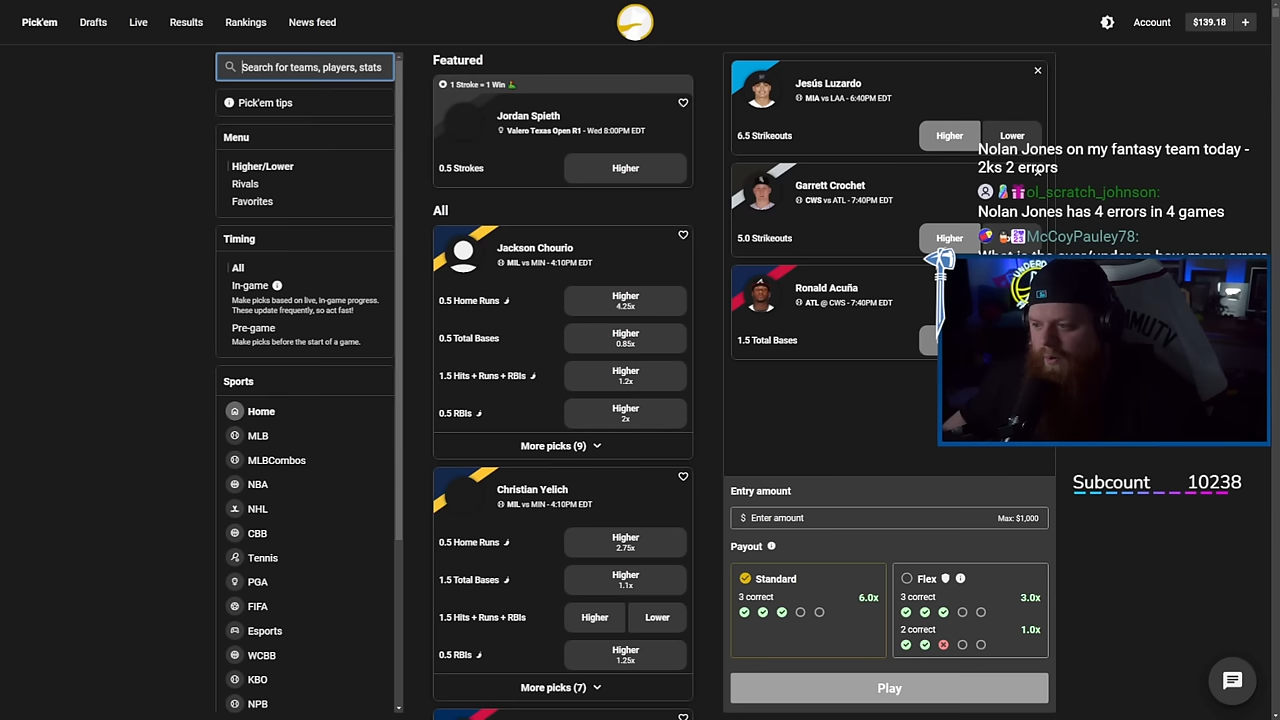 Pick'em
Drafts
Live
Results
Rankings
News feed
Account
$139.18
+
Search for teams, players, stats
Pick'em tips
Menu
Higher/Lower
Rivals
Favorites
Timing
All
In-game
Make picks based on live, in-game progress.
These update frequently, so act fast!
Pre-game
Make picks before the start of a game.
Sports
Home
MLB
MLBCombos
NBA
NHL
CBB
Tennis
PGA
FIFA
Esports
WCBB
KBO
NPB
Featured
1 Stroke = 1 Win
Jordan Spieth
Valero Texas Open R1 - Wed 8:00PM EDT
0.5 Strokes
Higher
All
Jackson Chourio
MIL vs MIN - 4:10PM EDT
0.5 Home Runs
Higher
4.25x
0.5 Total Bases
Higher
0.85x
1.5 Hits + Runs + RBIs
Higher
1.2x
0.5 RBIs
Higher
2x
More picks (9)
Christian Yelich
MIL vs MIN - 4:10PM EDT
0.5 Home Runs
Higher
2.75x
1.5 Total Bases
Higher
1.1x
1.5 Hits + Runs + RBIs
Higher
Lower
0.5 RBIs
Higher
1.25x
More picks (7)
Jesús Luzardo
MIA vs LAA - 6:40PM EDT
6.5 Strikeouts
Higher
Lower
Garrett Crochet
CWS vs ATL - 7:40PM EDT
5.0 Strikeouts
Higher
Ronald Acuña
ATL @ CWS - 7:40PM EDT
1.5 Total Bases
Nolan Jones on my fantasy team today -
2ks 2 errors
ol_scratch_johnson:
Nolan Jones has 4 errors in 4 games
McCoyPauley78:
What is the over/under on how many errors
Subcount 10238
Entry amount
$ Enter amount
Max: $1,000
Payout
Standard
3 correct
6.0x
Flex
3 correct
3.0x
2 correct
1.0x
Play